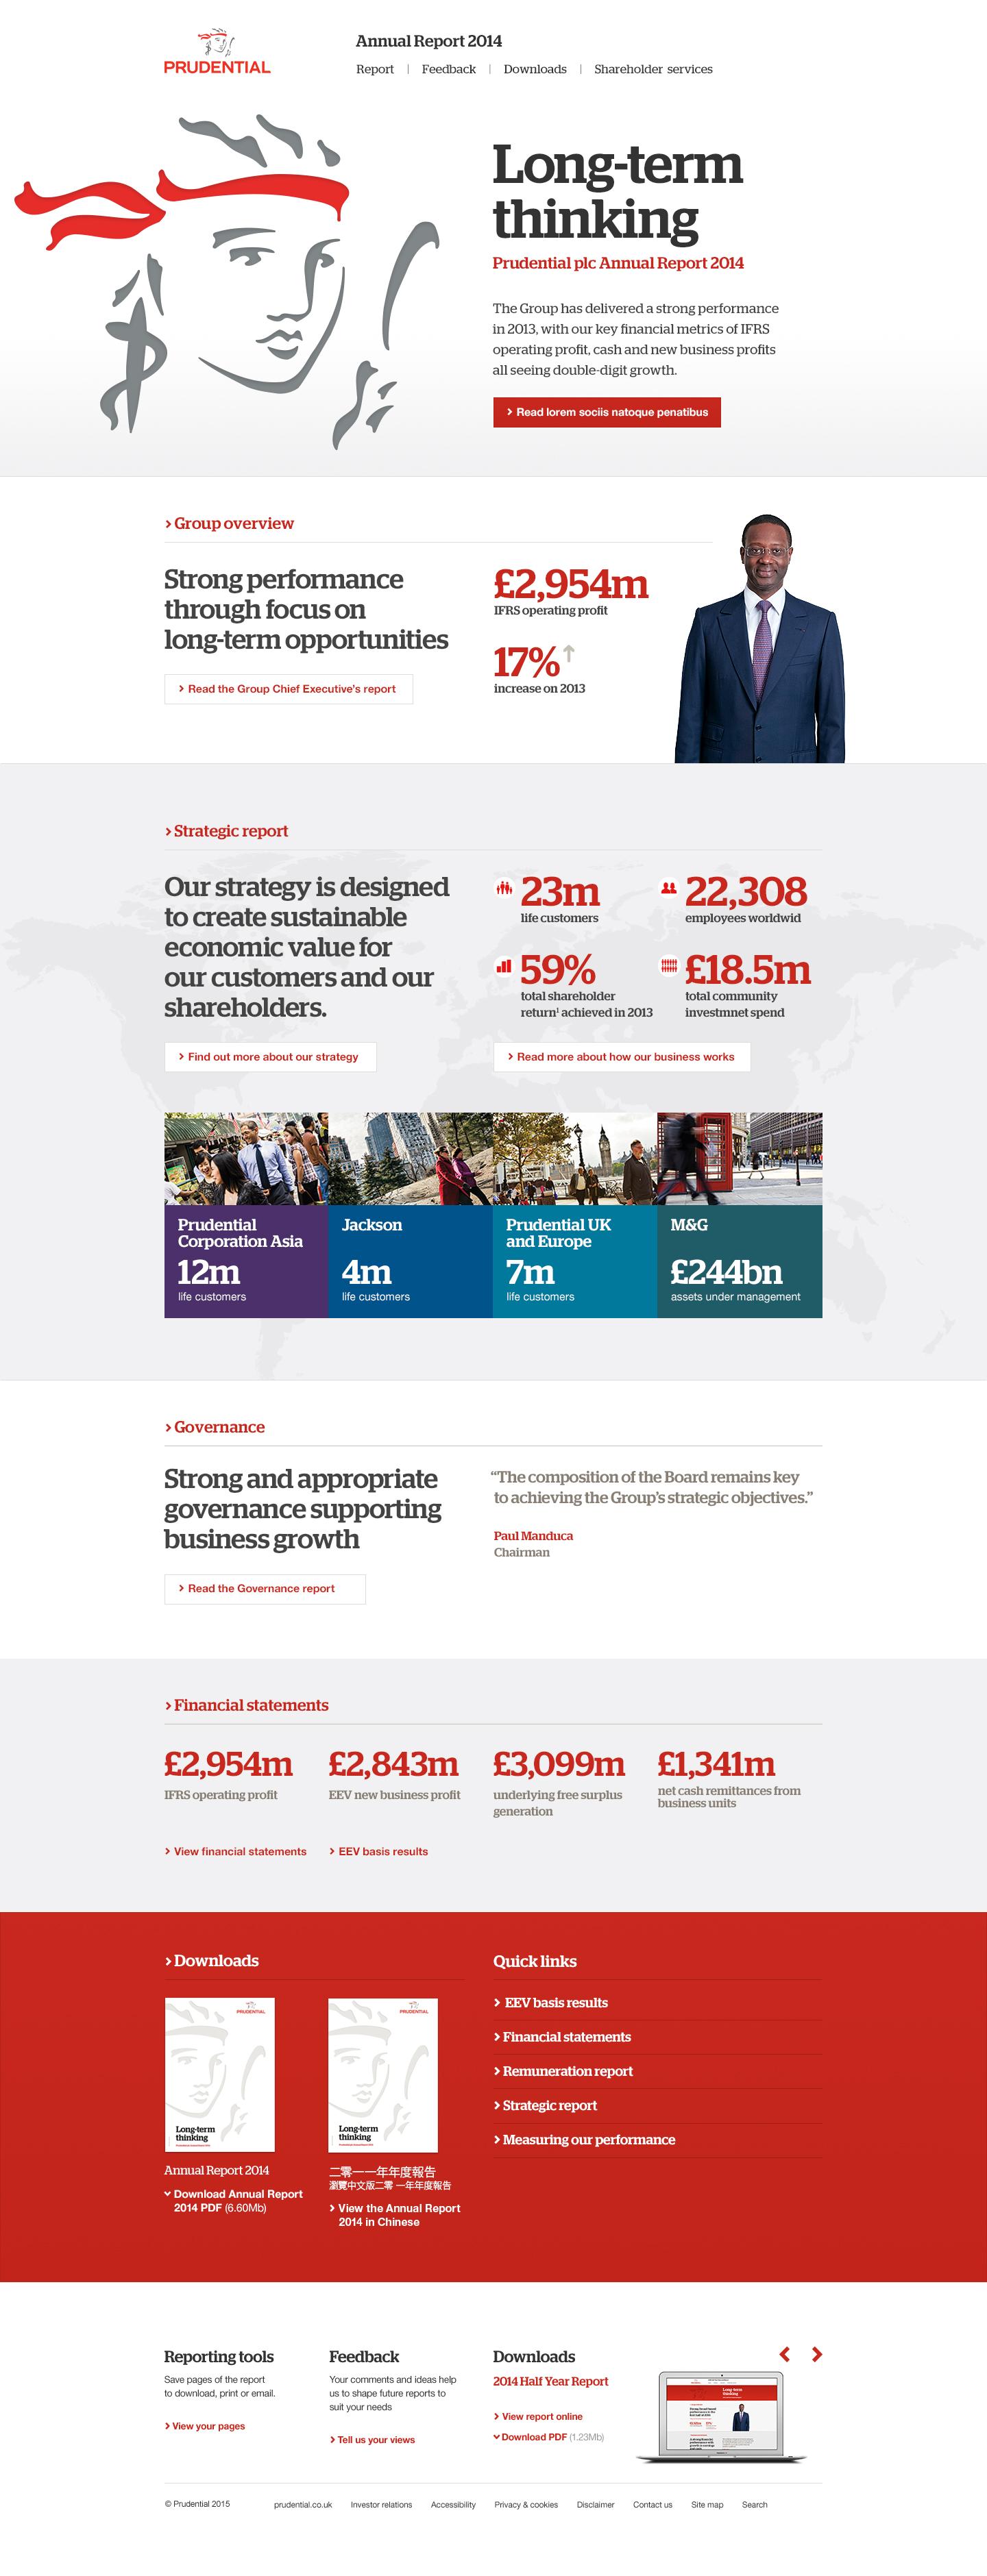 PRUDENTIAL
Annual Report 2014
Report | Feedback | Downloads | Shareholder services
Long-term
thinking
Prudential plc Annual Report 2014
The Group has delivered a strong performance
in 2013, with our key financial metrics of IFRS
operating profit, cash and new business profits
all seeing double-digit growth.
Read lorem sociis natoque penatibus
Group overview
Strong performance
through focus on
long-term opportunities
Read the Group Chief Executive's report
£2,954m
IFRS operating profit
17%
increase on 2013
Strategic report
Our strategy is designed
to create sustainable
economic value for
our customers and our
shareholders.
Find out more about our strategy
23m
life customers
22,308
employees worldwid
59%
total shareholder
return¹ achieved in 2013
£18.5m
total community
investmnet spend
Read more about how our business works
Prudential
Corporation Asia
12m
life customers
Jackson
4m
life customers
Prudential UK
and Europe
7m
life customers
M&G
£244bn
assets under management
Governance
Strong and appropriate
governance supporting
business growth
Read the Governance report
“The composition of the Board remains key
to achieving the Group’s strategic objectives.”
Paul Manduca
Chairman
Financial statements
£2,954m
IFRS operating profit
£2,843m
EEV new business profit
£3,099m
underlying free surplus
generation
£1,341m
net cash remittances from
business units
View financial statements
EEV basis results
Downloads
PRUDENTIAL
Long-term
thinking
Annual Report 2014
Download Annual Report
2014 PDF (6.60Mb)
PRUDENTIAL
Long-term
thinking
二零一一年年度報告
瀏覽中文版二零 一年年度報告
View the Annual Report
2014 in Chinese
Quick links
EEV basis results
Financial statements
Remuneration report
Strategic report
Measuring our performance
Reporting tools
Save pages of the report
to download, print or email.
View your pages
Feedback
Your comments and ideas help
us to shape future reports to
suit your needs
Tell us your views
Downloads
2014 Half Year Report
View report online
Download PDF (1.23Mb)
Long-term
thinking
© Prudential 2015
prudential.co.uk
Investor relations
Accessibility
Privacy & cookies
Disclaimer
Contact us
Site map
Search